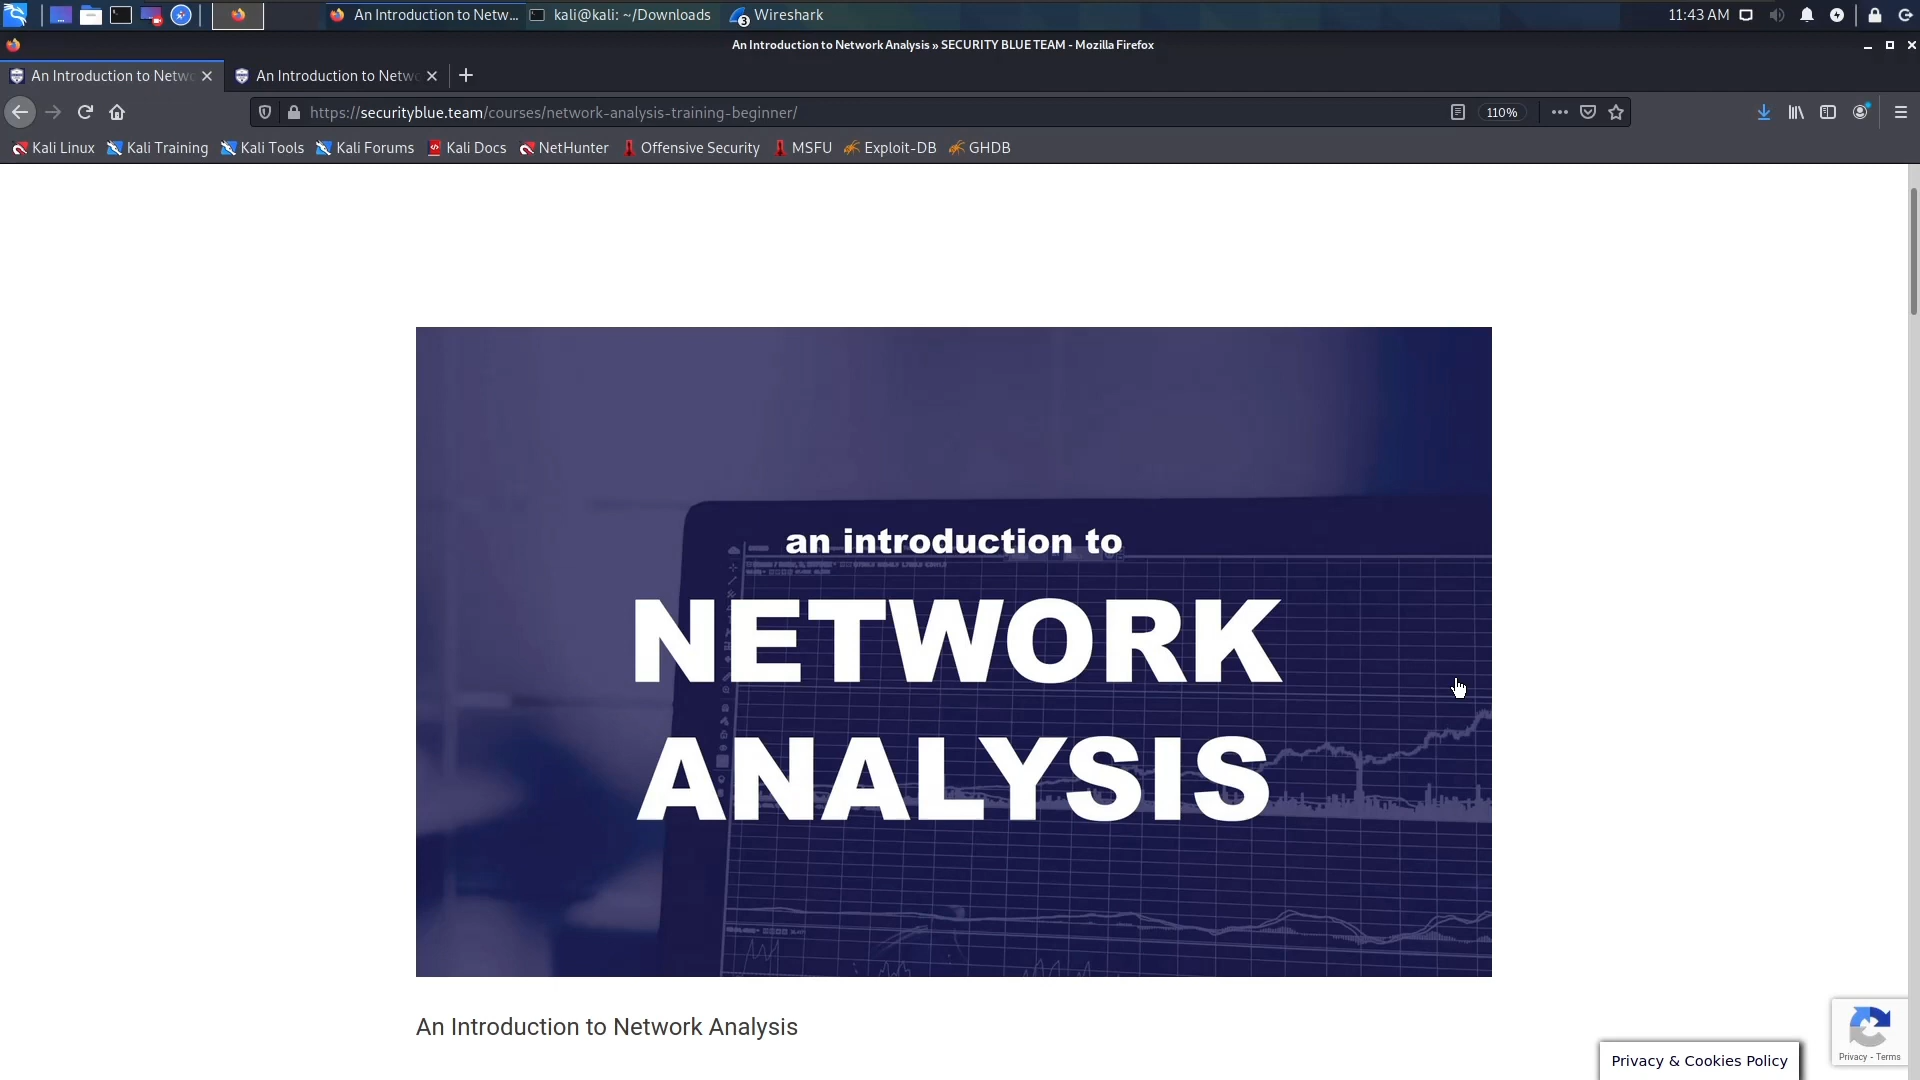 An Introduction to Netw... kali@kali: ~/Downloads 3 Wireshark 11:43 AM
An Introduction to Network Analysis » SECURITY BLUE TEAM - Mozilla Firefox
An Introduction to Netw An Introduction to Netw
https://securityblue.team/courses/network-analysis-training-beginner/ 110%
Kali Linux Kali Training Kali Tools Kali Forums Kali Docs NetHunter Offensive Security MSFU Exploit-DB GHDB
an introduction to
NETWORK
ANALYSIS
An Introduction to Network Analysis
Privacy - Terms
Privacy & Cookies Policy